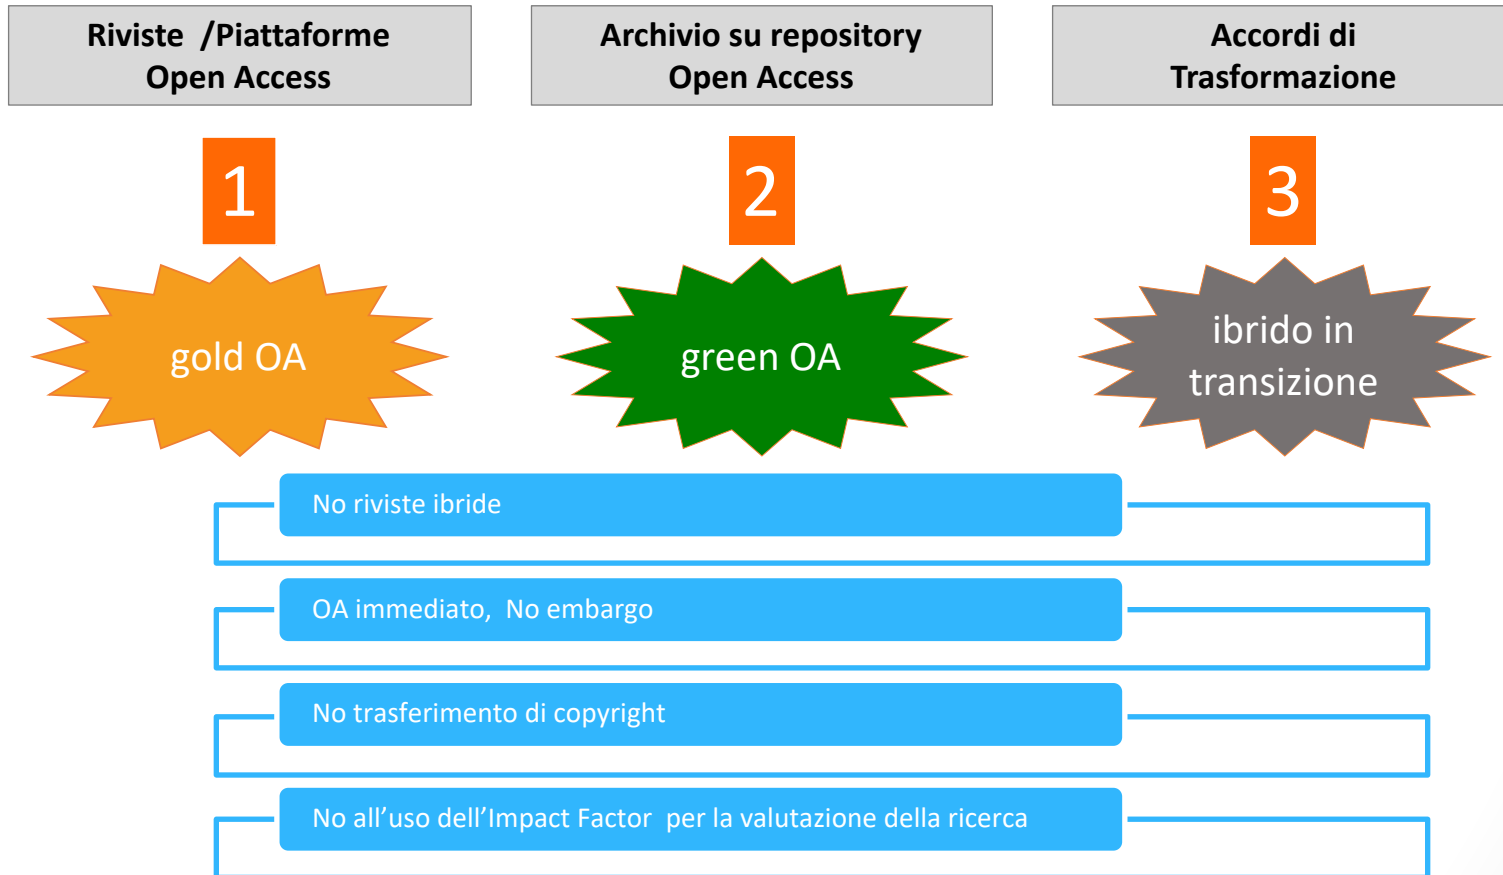 Riviste /Piattaforme
Open Access
Archivio su repository
Open Access
Accordi di
Trasformazione
1
2
3
gold OA
green OA
ibrido in
transizione
No riviste ibride
OA immediato, No embargo
No trasferimento di copyright
No all’uso dell’Impact Factor per la valutazione della ricerca